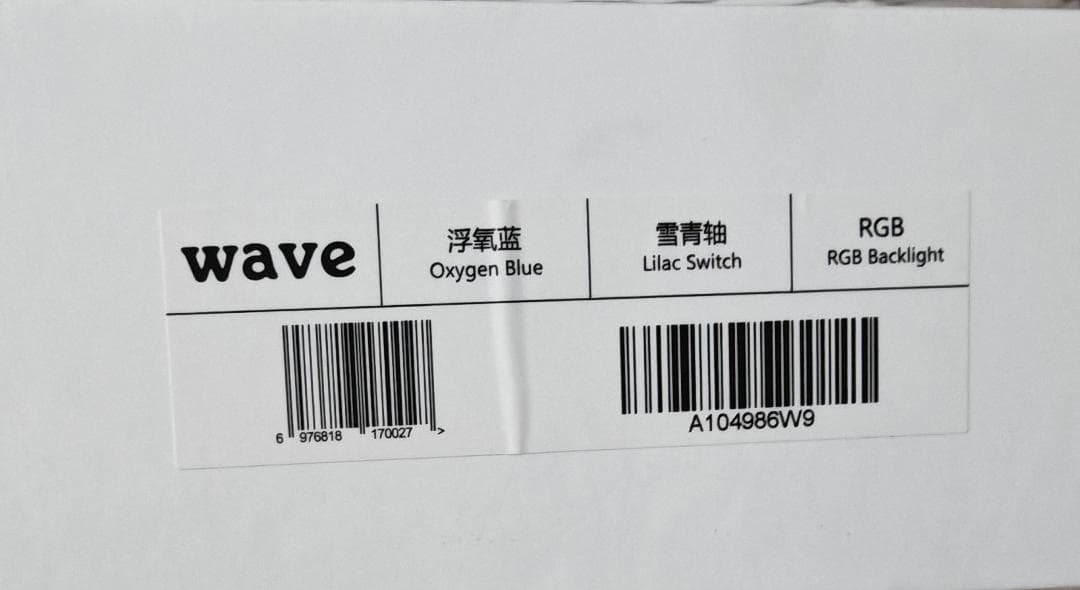 wave
浮氧蓝
Oxygen Blue
雪青轴
Lilac Switch
RGB
RGB Backlight
6 976818 170027 >
A104986W9